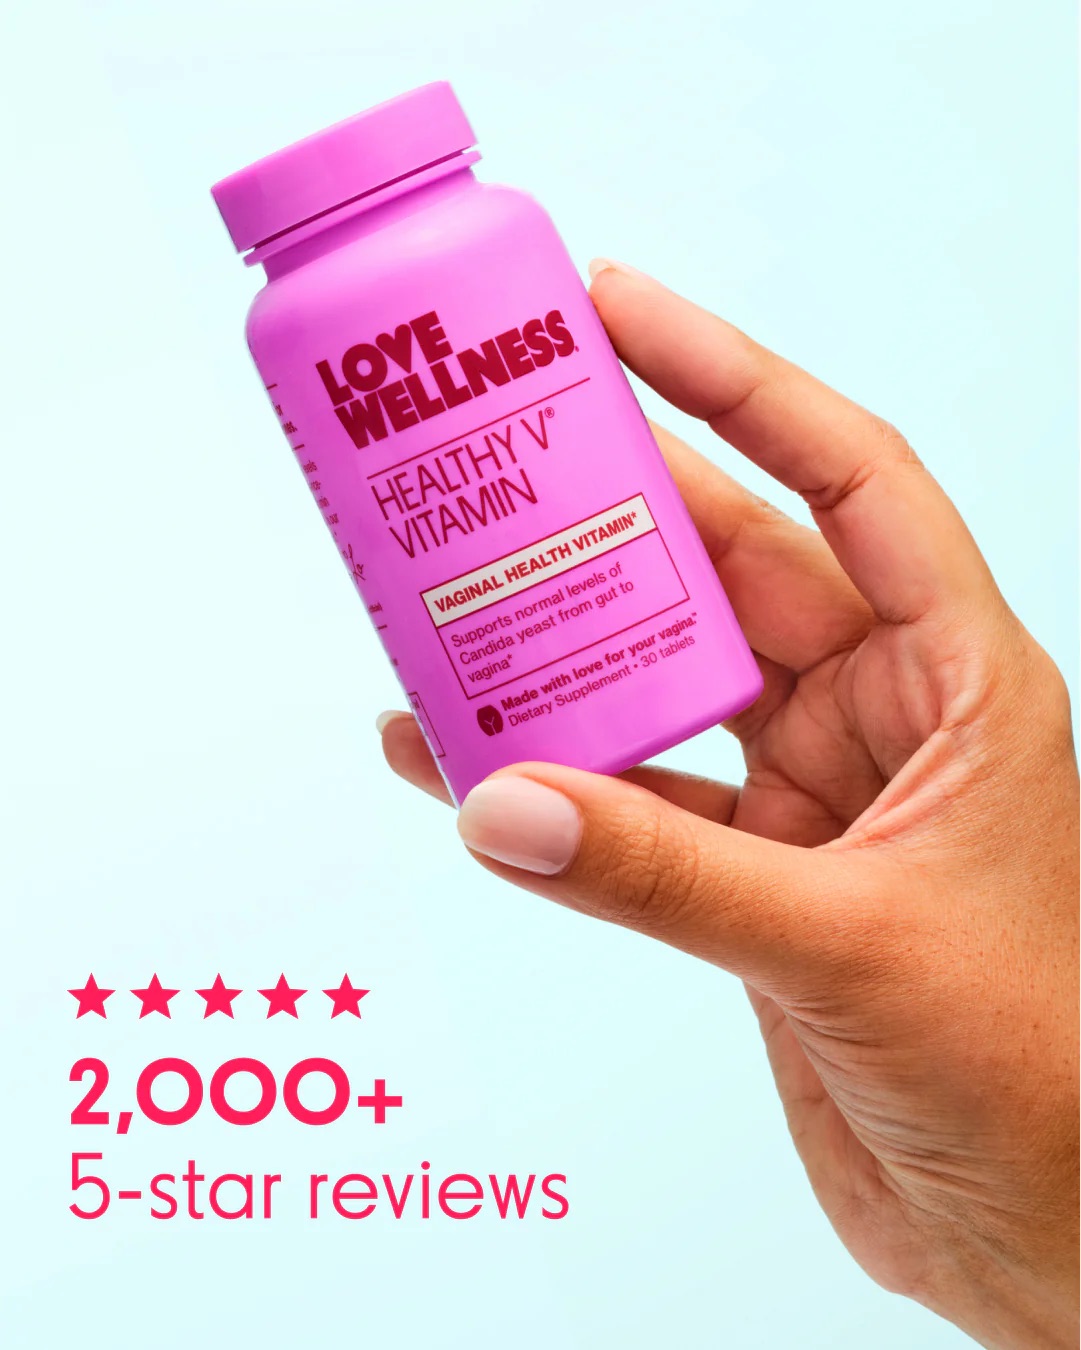 LOVE
WELLNESS®
HEALTHY V®
VITAMIN
VAGINAL HEALTH VITAMIN*
Supports normal levels of
Candida yeast from gut to
vagina*
Made with love for your vagina.™
Dietary Supplement • 30 tablets
2,000+
5-star reviews